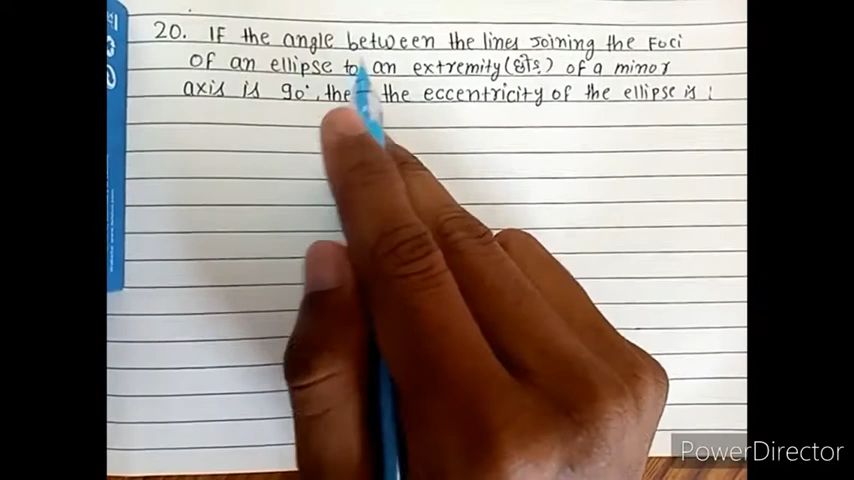 20. IF the angle between the lines Joining the Foci
OF an ellipse to an extremity ( ) of a minor
axis is 90°, then the eccentricity of the ellipse is :
PowerDirector